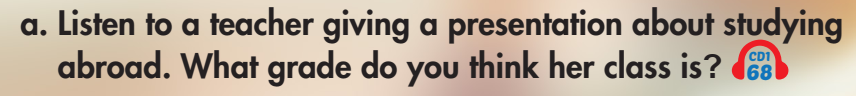 a. Listen to a teacher giving a presentation about studying
abroad. What grade do you think her class is? CD1
68